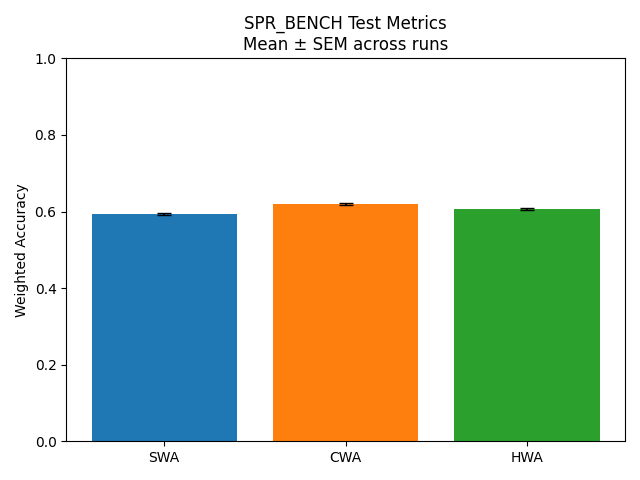 SPR_BENCH Test Metrics
Mean ± SEM across runs
Weighted Accuracy
1.0
0.8
0.6
0.4
0.2
0.0
SWA
CWA
HWA